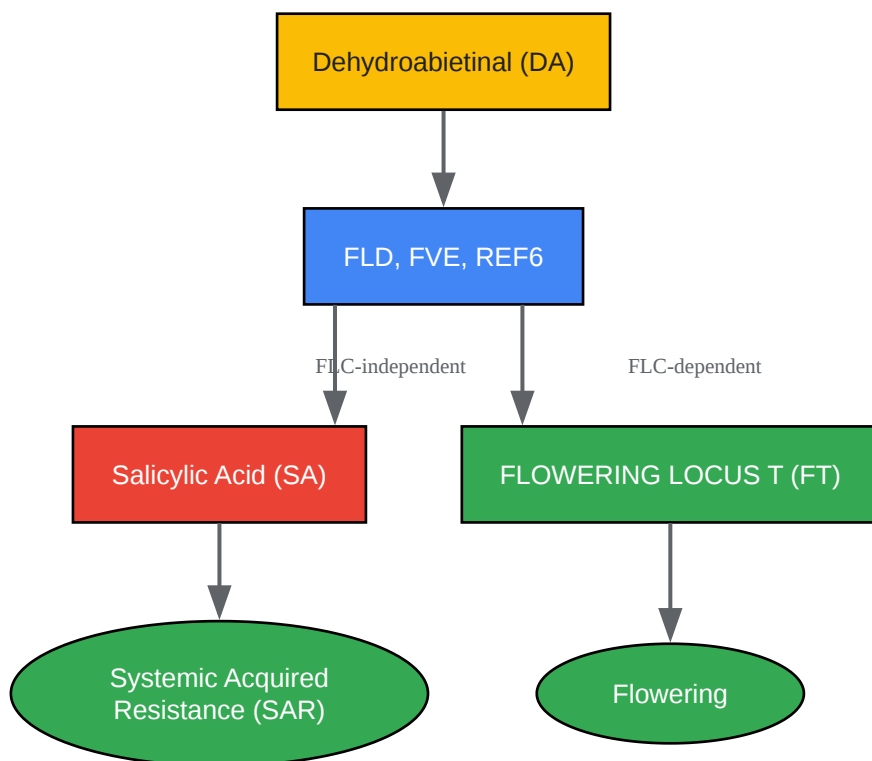 Dehydroabietinal (DA)
FLD, FVE, REF6
FLC-independent
FLC-dependent
Salicylic Acid (SA)
FLOWERING LOCUS T (FT)
Systemic Acquired
Resistance (SAR)
Flowering